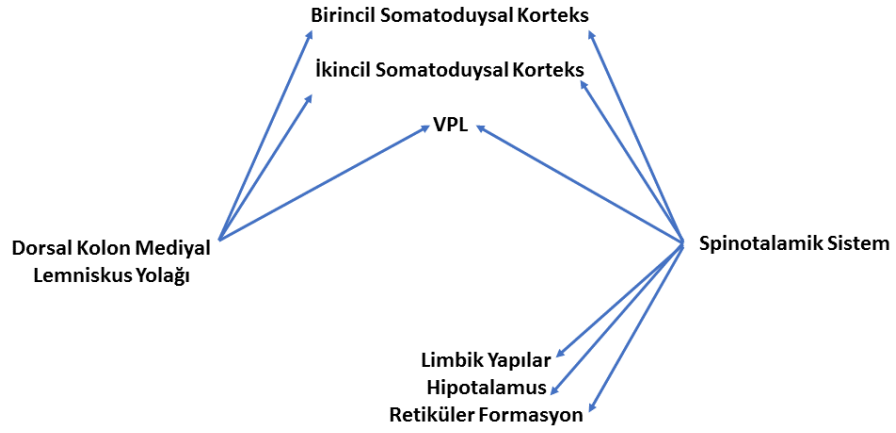 Birincil Somatoduysal Korteks
İkincil Somatoduysal Korteks
VPL
Dorsal Kolon Mediyal
Lemniskus Yolağı
Spinotalamik Sistem
Limbik Yapılar
Hipotalamus
Retiküler Formasyon